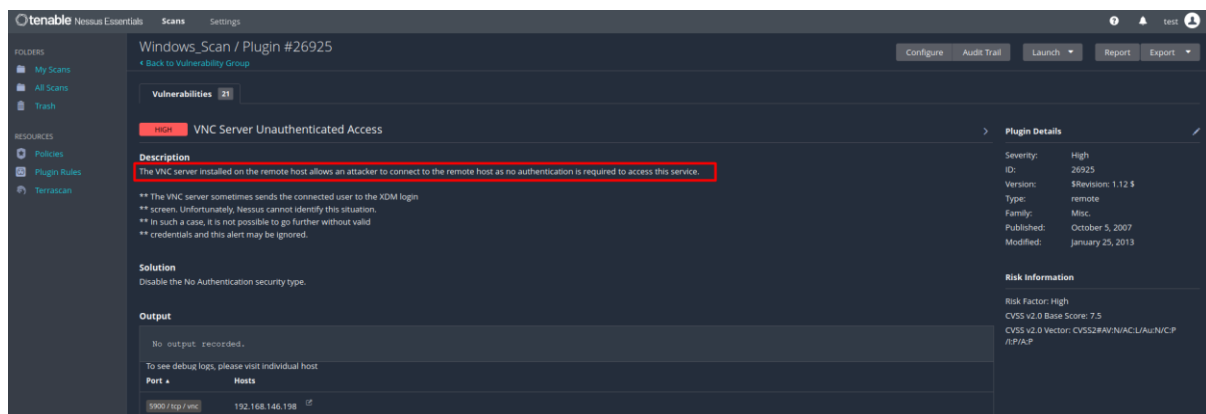 tenable Nessus Essentials Scans Settings test
FOLDERS
My Scans
All Scans
Trash
RESOURCES
Policies
Plugin Rules
Terrascan
Windows_Scan / Plugin #26925
Back to Vulnerability Group
Configure Audit Trail Launch Report Export
Vulnerabilities 21
HIGH VNC Server Unauthenticated Access
Description
The VNC server installed on the remote host allows an attacker to connect to the remote host as no authentication is required to access this service.
** The VNC server sometimes sends the connected user to the XDM login
** screen. Unfortunately, Nessus cannot identify this situation.
** In such a case, it is not possible to go further without valid
** credentials and this alert may be ignored.
Solution
Disable the No Authentication security type.
Output
No output recorded.
To see debug logs, please visit individual host
Port Hosts
5900 / tcp / vnc 192.168.146.198
Plugin Details
Severity: High
ID: 26925
Version: $Revision: 1.12 $
Type: remote
Family: Misc.
Published: October 5, 2007
Modified: January 25, 2013
Risk Information
Risk Factor: High
CVSS v2.0 Base Score: 7.5
CVSS v2.0 Vector: CVSS2#AV:N/AC:L/Au:N/C:P
/I:P/A:P